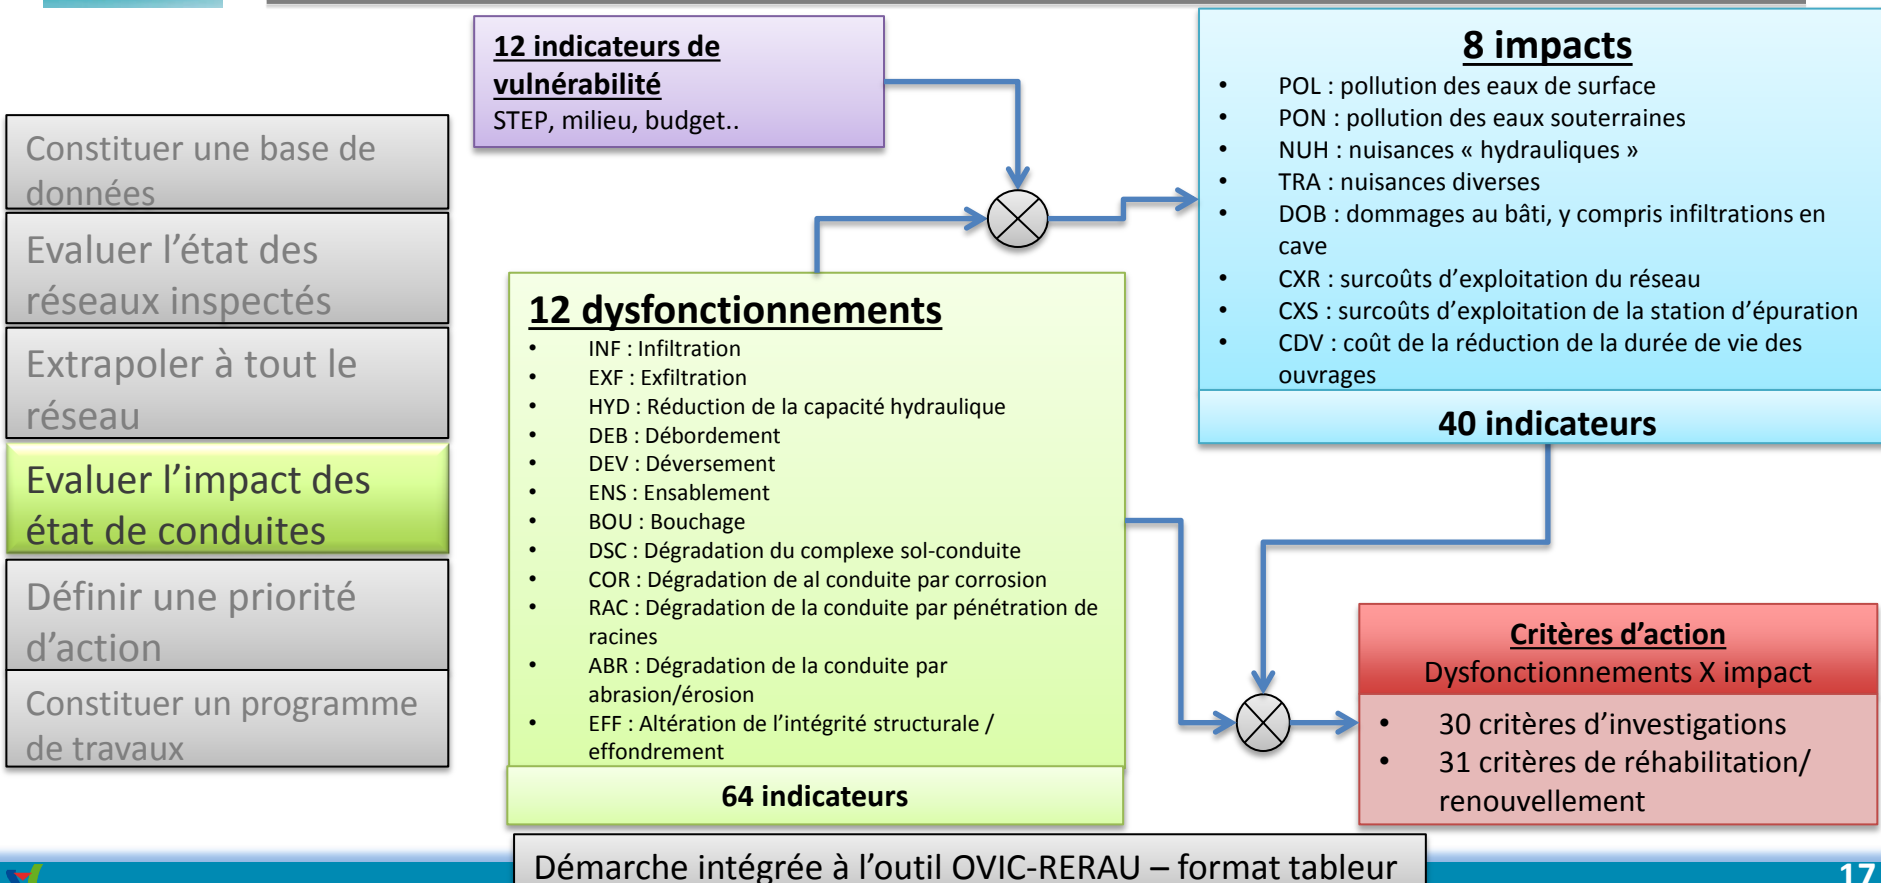 Constituer une base de
données
Evaluer l’état des
réseaux inspectés
Extrapoler à tout le
réseau
Evaluer l’impact des
état de conduites
Définir une priorité
d’action
Constituer un programme
de travaux
12 indicateurs de
vulnérabilité
STEP, milieu, budget..
12 dysfonctionnements
• INF : Infiltration
• EXF : Exfiltration
• HYD : Réduction de la capacité hydraulique
• DEB : Débordement
• DEV : Déversement
• ENS : Ensablement
• BOU : Bouchage
• DSC : Dégradation du complexe sol-conduite
• COR : Dégradation de al conduite par corrosion
• RAC : Dégradation de la conduite par pénétration de
racines
• ABR : Dégradation de la conduite par
abrasion/érosion
• EFF : Altération de l’intégrité structurale /
effondrement
64 indicateurs
8 impacts
• POL : pollution des eaux de surface
• PON : pollution des eaux souterraines
• NUH : nuisances « hydrauliques »
• TRA : nuisances diverses
• DOB : dommages au bâti, y compris infiltrations en
cave
• CXR : surcoûts d’exploitation du réseau
• CXS : surcoûts d’exploitation de la station d’épuration
• CDV : coût de la réduction de la durée de vie des
ouvrages
40 indicateurs
Critères d’action
Dysfonctionnements X impact
• 30 critères d’investigations
• 31 critères de réhabilitation/
renouvellement
Démarche intégrée à l’outil OVIC-RERAU – format tableur
17